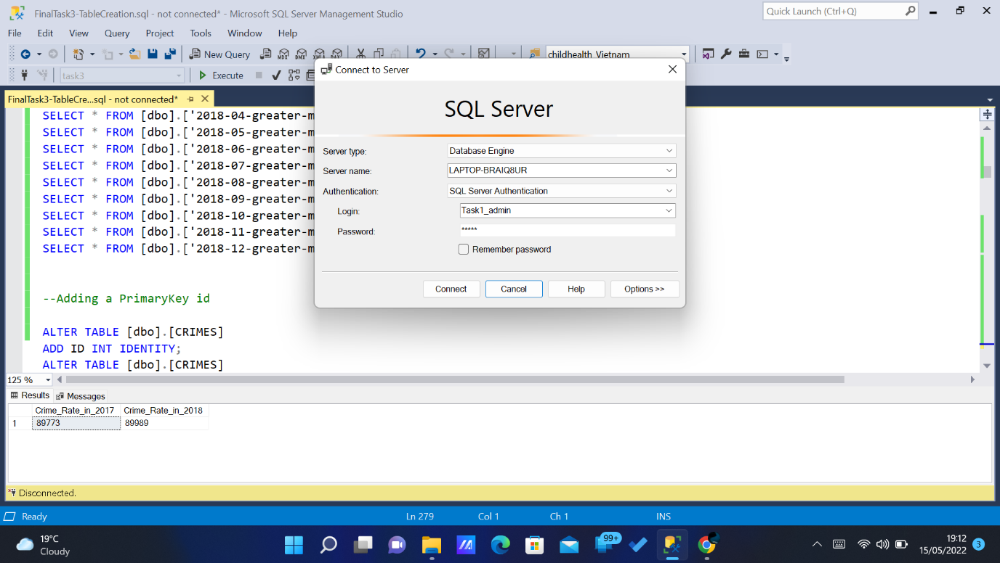 FinalTask3-TableCreation.sql - not connected* - Microsoft SQL Server Management Studio
Quick Launch (Ctrl+Q)
File Edit View Query Project Tools Window Help
New Query
childhealth Vietnam
task3
Execute
Connect to Server
FinalTask3-TableCre...sql - not connected*
SQL Server
SELECT * FROM [dbo].['2018-04-greater-m
SELECT * FROM [dbo].['2018-05-greater-m
SELECT * FROM [dbo].['2018-06-greater-m
SELECT * FROM [dbo].['2018-07-greater-m
SELECT * FROM [dbo].['2018-08-greater-m
SELECT * FROM [dbo].['2018-09-greater-m
SELECT * FROM [dbo].['2018-10-greater-m
SELECT * FROM [dbo].['2018-11-greater-m
SELECT * FROM [dbo].['2018-12-greater-m
Server type: Database Engine
Server name: LAPTOP-BRAIQ8UR
Authentication: SQL Server Authentication
Login: Task1_admin
Password: *****
Remember password
Connect Cancel Help Options >>
--Adding a PrimaryKey id
ALTER TABLE [dbo].[CRIMES]
ADD ID INT IDENTITY;
ALTER TABLE [dbo].[CRIMES]
125 %
Results Messages
Crime_Rate_in_2017 Crime_Rate_in_2018
1 89773 89989
Disconnected.
Ready Ln 279 Col 1 Ch 1 INS
19°C
Cloudy
99+
19:12
15/05/2022
3